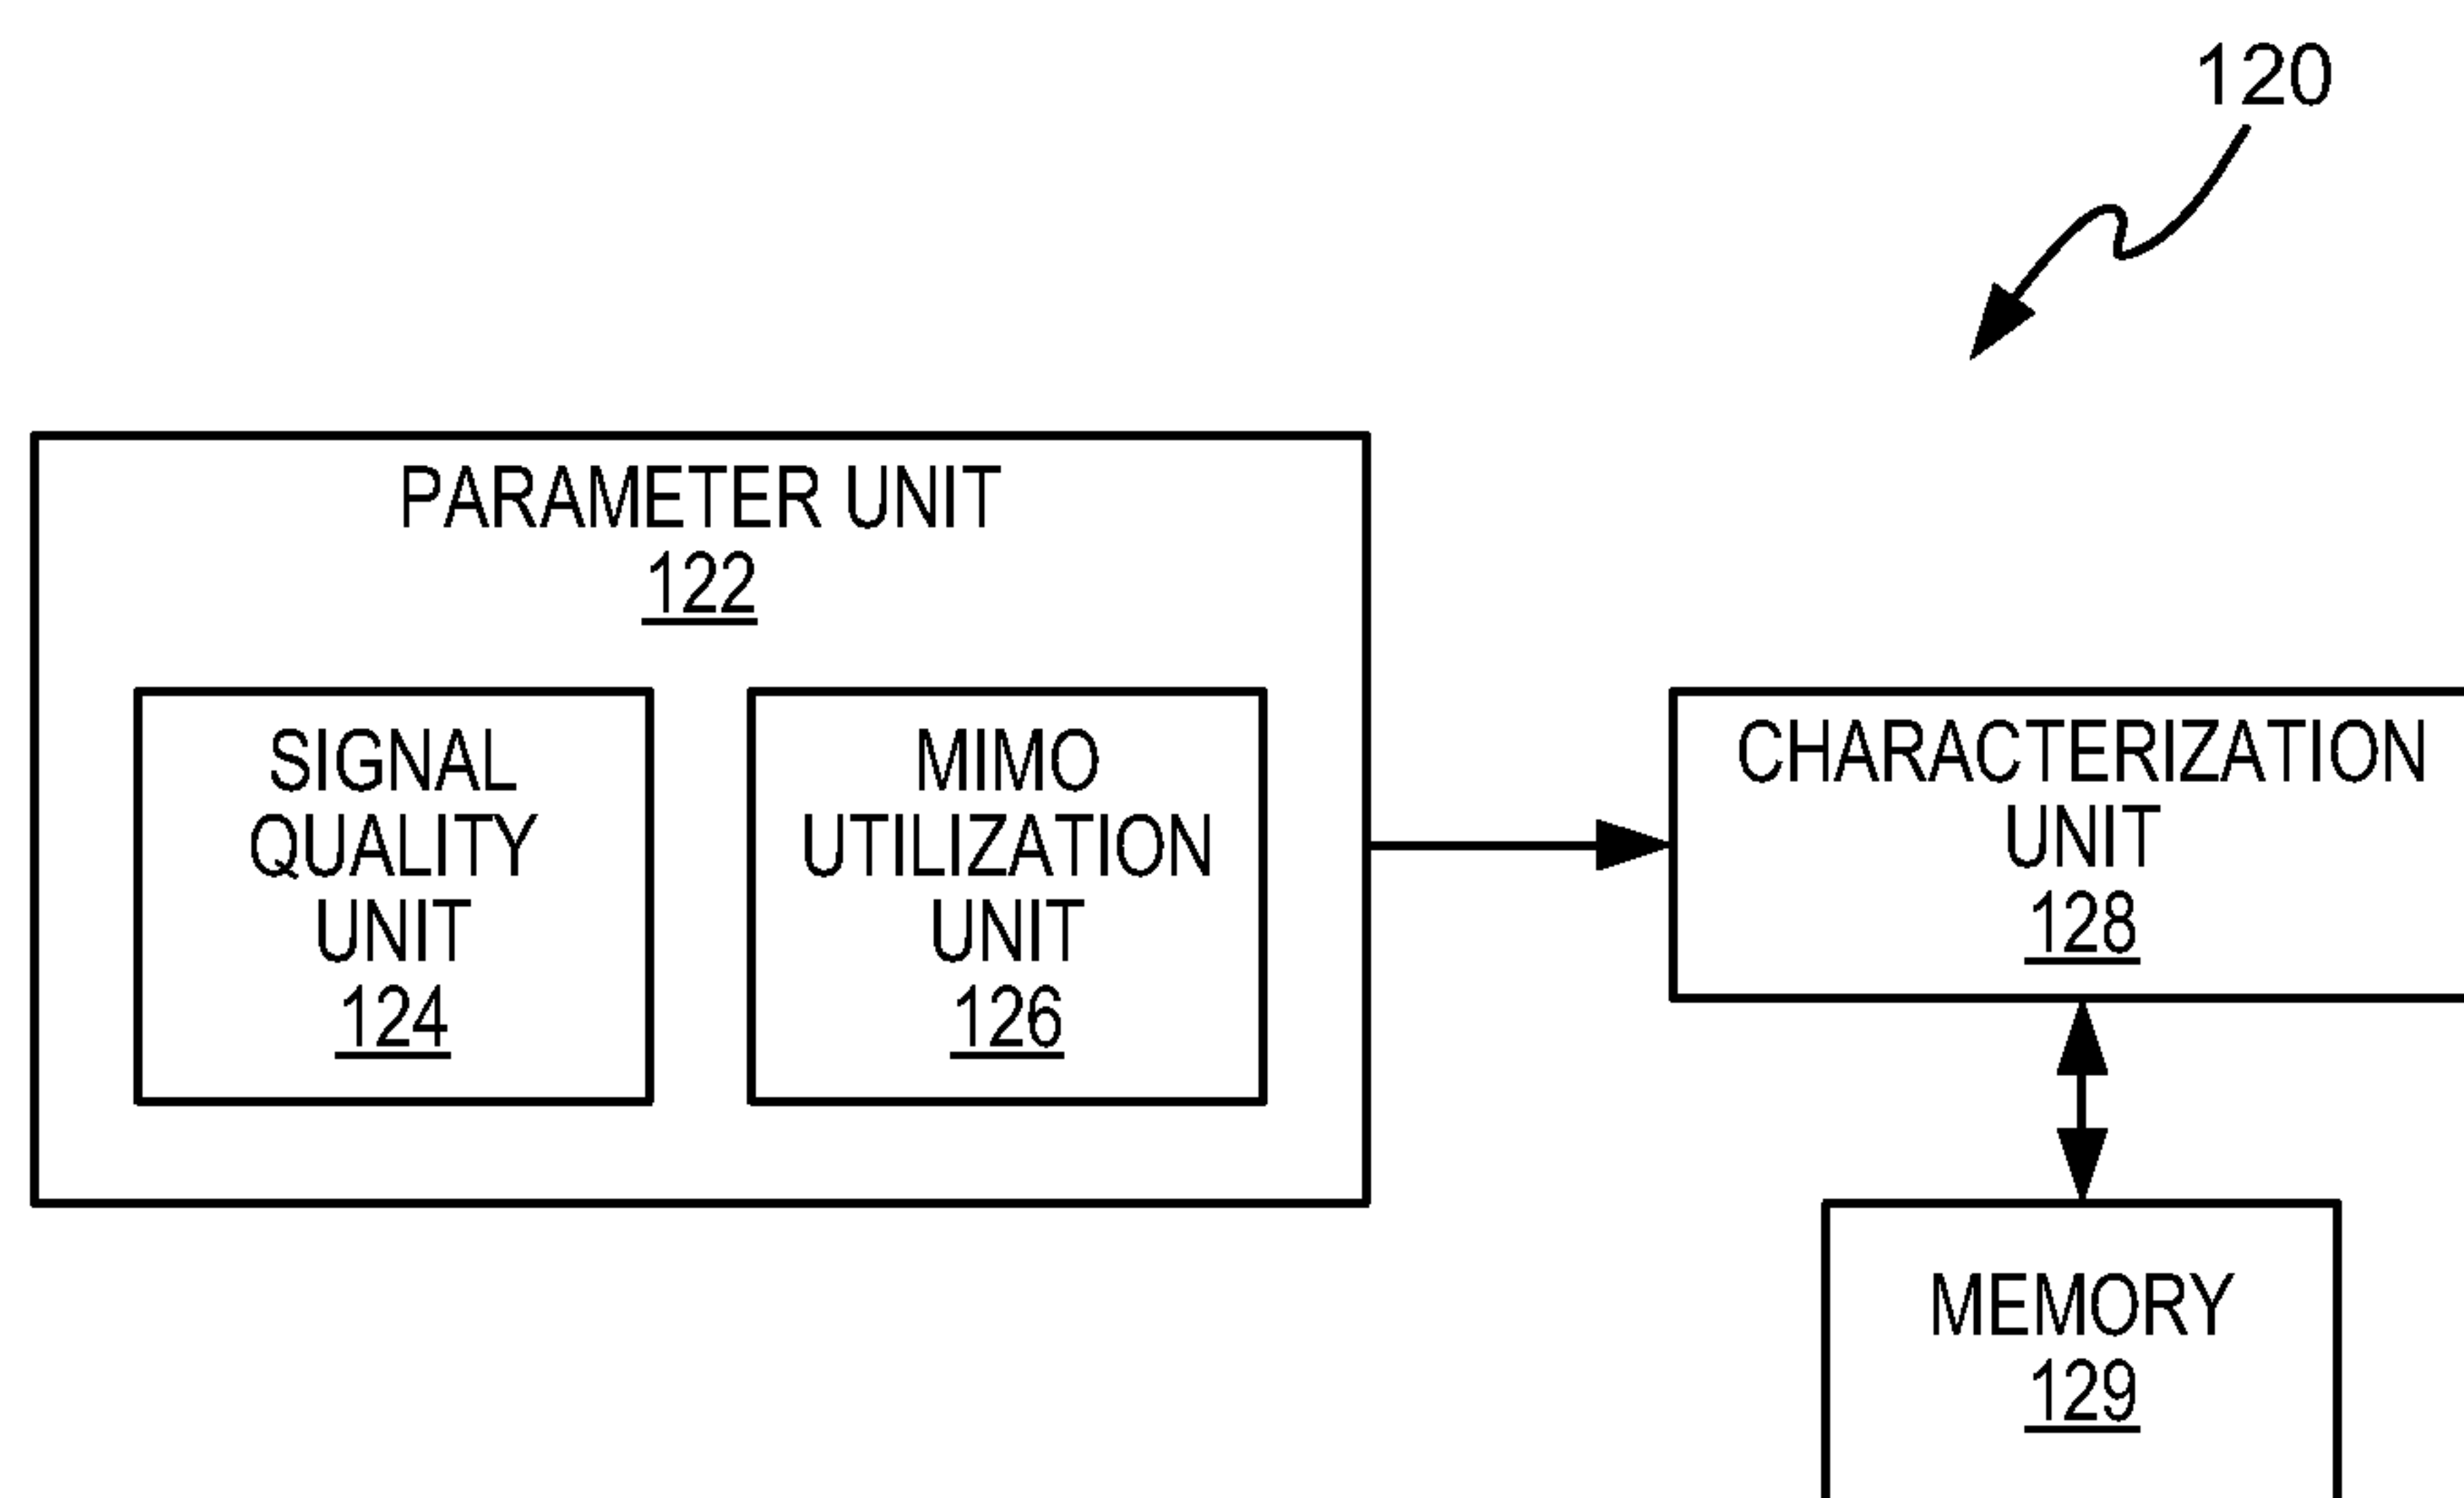 120
PARAMETER UNIT
122
SIGNAL
QUALITY
UNIT
124
MIMO
UTILIZATION
UNIT
126
CHARACTERIZATION
UNIT
128
MEMORY
129